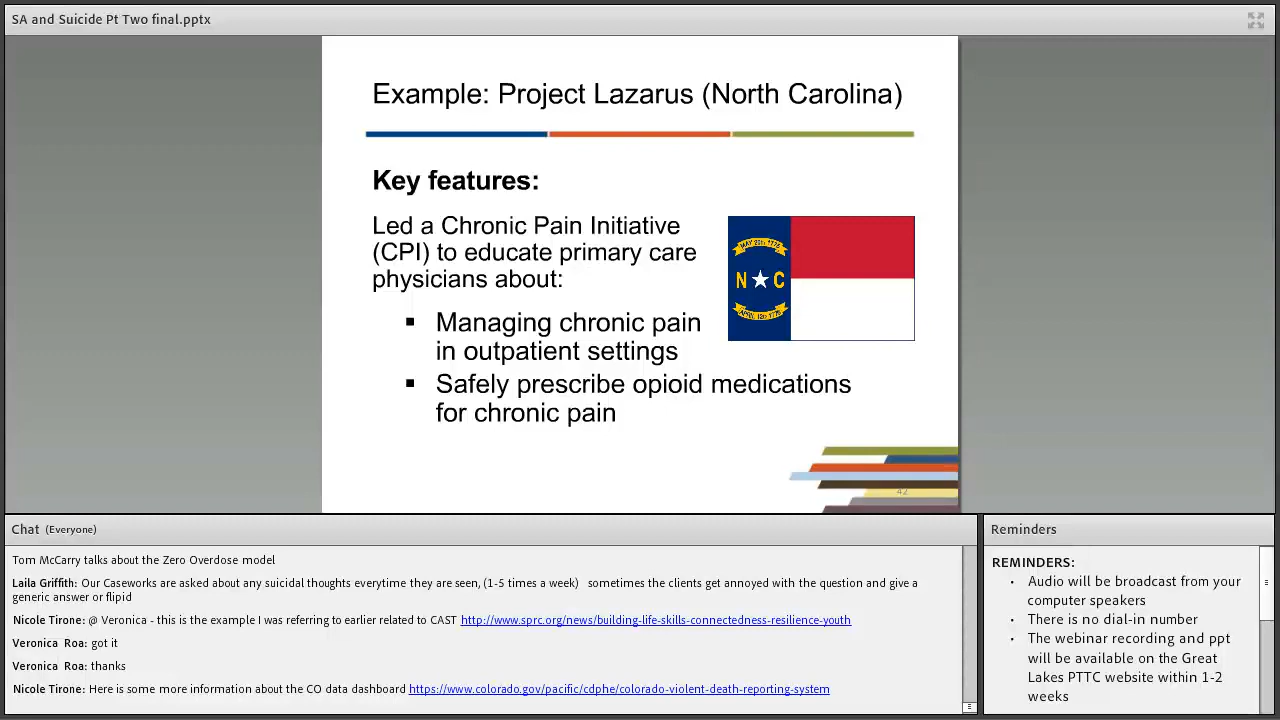 SA and Suicide Pt Two final.pptx
Example: Project Lazarus (North Carolina)
Key features:
Led a Chronic Pain Initiative
(CPI) to educate primary care
physicians about:
▪ Managing chronic pain
in outpatient settings
▪ Safely prescribe opioid medications
for chronic pain
MAY 20th 1775
N C
APRIL 12th 1776
42
Chat (Everyone)
Tom McCarry talks about the Zero Overdose model
Laila Griffith: Our Caseworks are asked about any suicidal thoughts everytime they are seen, (1-5 times a week) sometimes the clients get annoyed with the question and give a
generic answer or flipid
Nicole Tirone: @ Veronica - this is the example I was referring to earlier related to CAST http://www.sprc.org/news/building-life-skills-connectedness-resilience-youth
Veronica Roa: got it
Veronica Roa: thanks
Nicole Tirone: Here is some more information about the CO data dashboard https://www.colorado.gov/pacific/cdphe/colorado-violent-death-reporting-system
Reminders
REMINDERS:
• Audio will be broadcast from your
computer speakers
• There is no dial-in number
• The webinar recording and ppt
will be available on the Great
Lakes PTTC website within 1-2
weeks